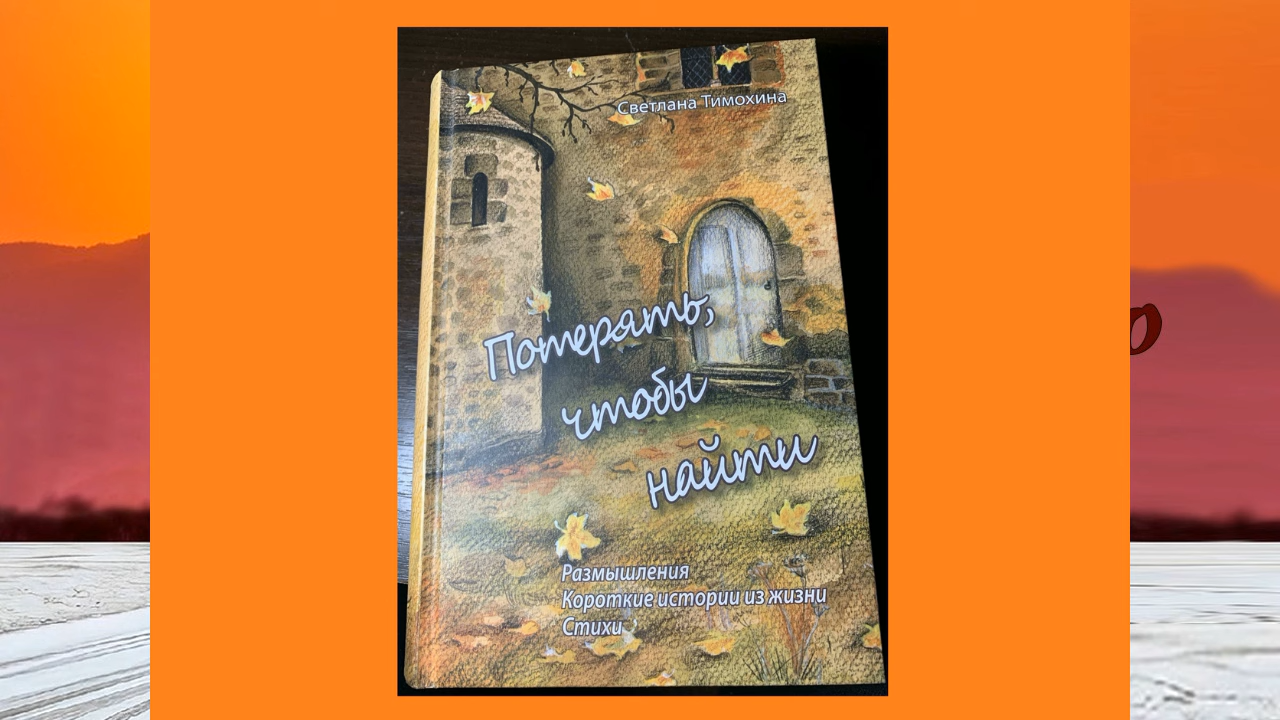 Светлана Тимохина
Потерять,
чтобы
найти
Размышления
Короткие истории из жизни
Стихи